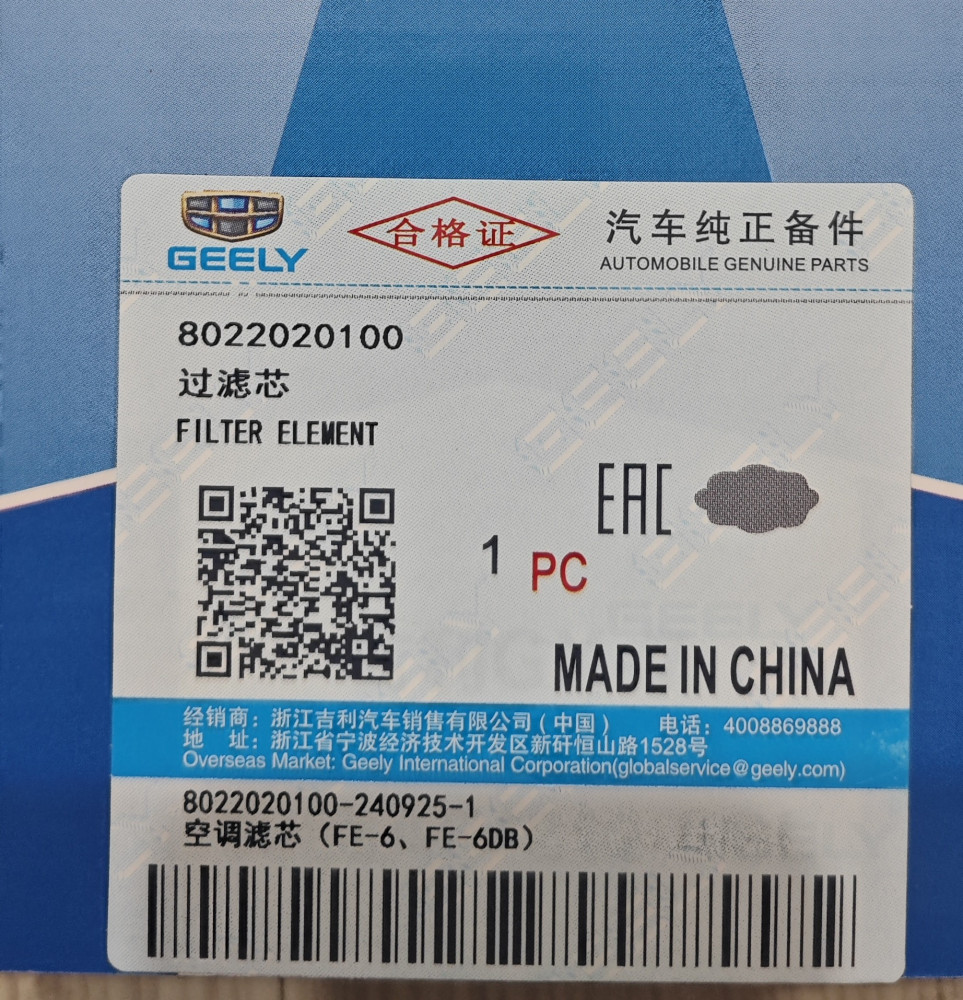 GEELY
合格证
汽车纯正备件
AUTOMOBILE GENUINE PARTS
8022020100
过滤芯
FILTER ELEMENT
EAC
1 PC
MADE IN CHINA
经销商：浙江吉利汽车销售有限公司（中国） 电话：4008869888
地 址：浙江省宁波经济技术开发区新矸恒山路1528号
Overseas Market: Geely International Corporation(globalservice@geely.com)
8022020100-240925-1
空调滤芯（FE-6、FE-6DB）